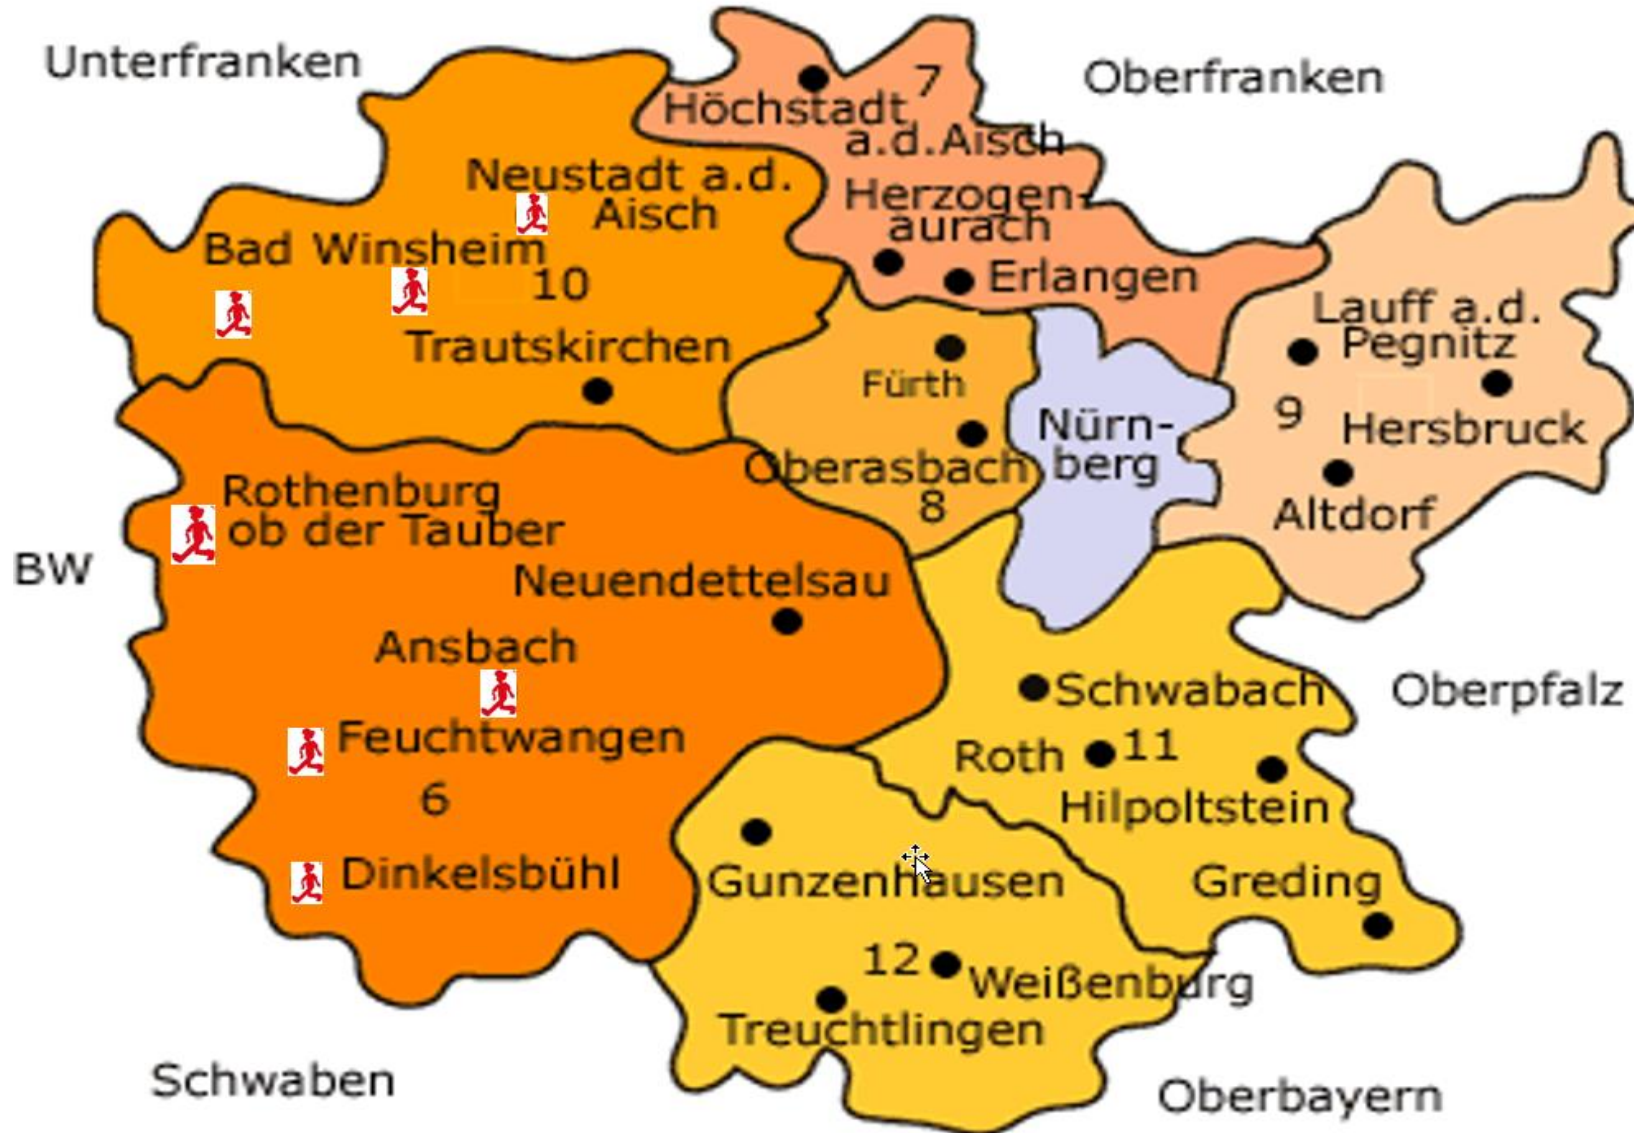 Unterfranken
Oberfranken
7
Höchstadt
a.d.Aisch
Herzogen-
aurach
Erlangen
Neustadt a.d.
Aisch
Bad Winsheim
10
Trautskirchen
Lauff a.d.
Pegnitz
9
Hersbruck
Altdorf
Fürth
Oberasbach
8
Nürn-
berg
Rothenburg
ob der Tauber
BW
Neuendettelsau
Ansbach
Feuchtwangen
6
Dinkelsbühl
Schwabach
Oberpfalz
Roth
11
Hilpoltstein
Greding
Gunzenhausen
12
Weißenburg
Treuchtlingen
Schwaben
Oberbayern